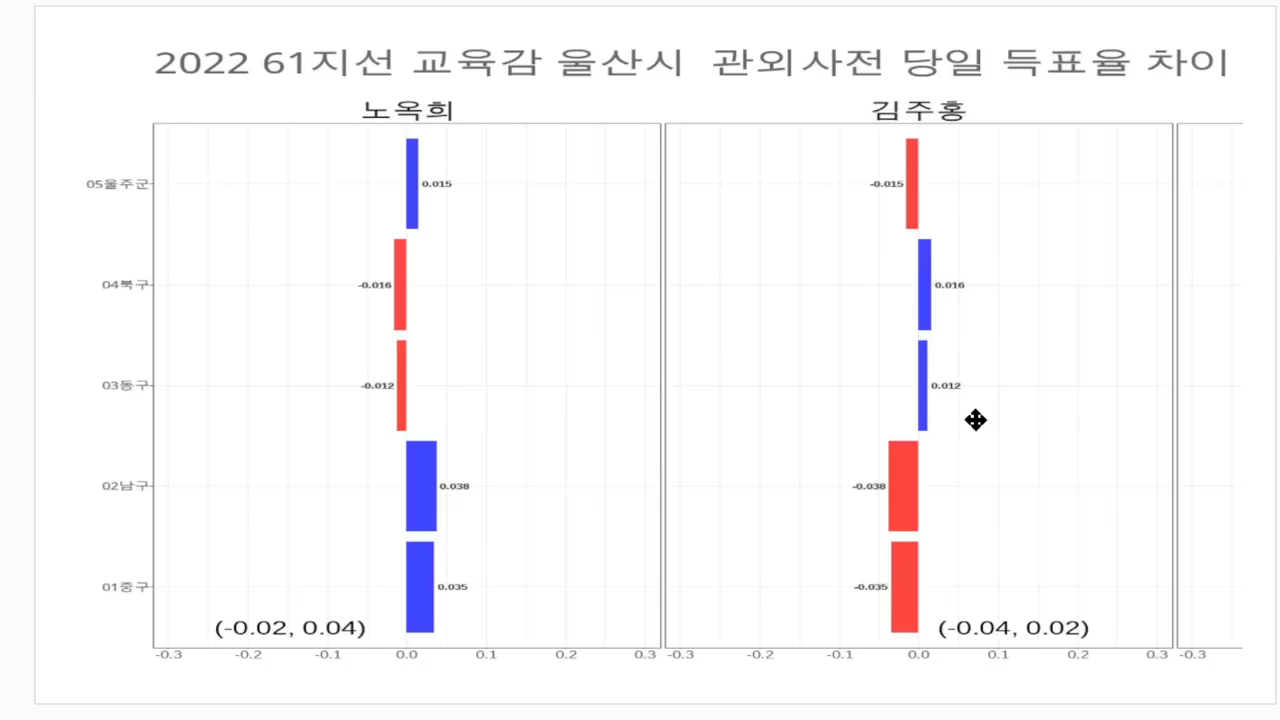 2022 61지선 교육감 울산시 관외사전 당일 득표율 차이
노옥희 김주홍
05울주군 0.015 -0.015
04북구 -0.016 0.016
03동구 -0.012 0.012
02남구 0.038 -0.038
01중구 0.035 -0.035
(-0.02, 0.04) (-0.04, 0.02)
-0.3 -0.2 -0.1 0.0 0.1 0.2 0.3 -0.3 -0.2 -0.1 0.0 0.1 0.2 0.3 -0.3